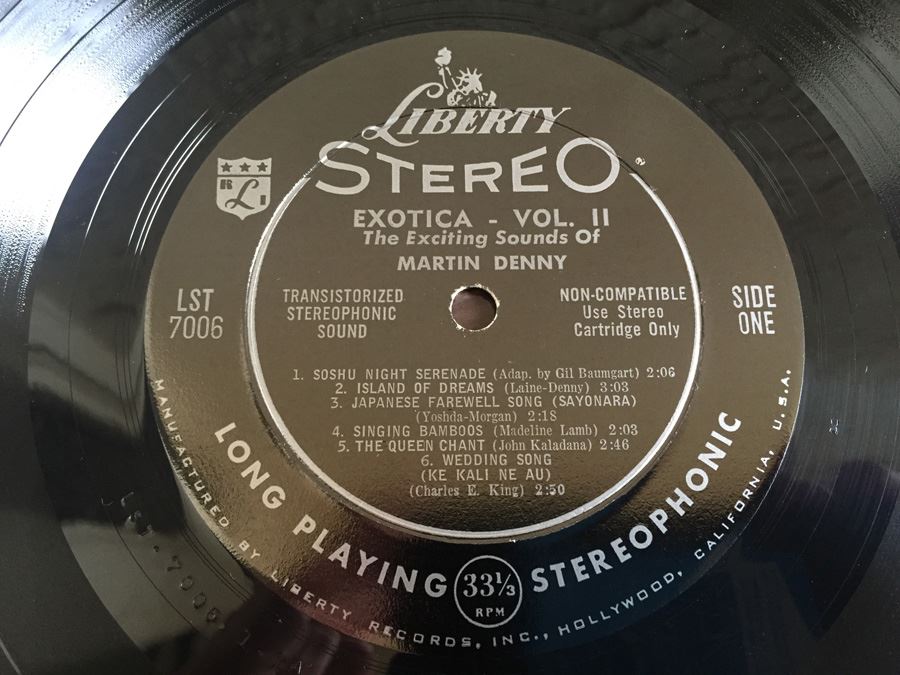 LIBERTY
STEREO
®
L
EXOTICA - VOL. II
The Exciting Sounds Of
MARTIN DENNY
LST
7006
TRANSISTORIZED
STEREOPHONIC
SOUND
NON-COMPATIBLE
Use Stereo
Cartridge Only
SIDE
ONE
1. SOSHU NIGHT SERENADE (Adap. by Gil Baumgart) 2:06
2. ISLAND OF DREAMS (Laine-Denny) 3:03
3. JAPANESE FAREWELL SONG (SAYONARA)
(Yoshda-Morgan) 2:18
4. SINGING BAMBOOS (Madeline Lamb) 2:03
5. THE QUEEN CHANT (John Kaladana) 2:46
6. WEDDING SONG
(KE KALI NE AU)
(Charles E. King) 2:50
LONG PLAYING 33⅓ RPM STEREOPHONIC
MANUFACTURED BY LIBERTY RECORDS, INC., HOLLYWOOD, CALIFORNIA, U.S.A.